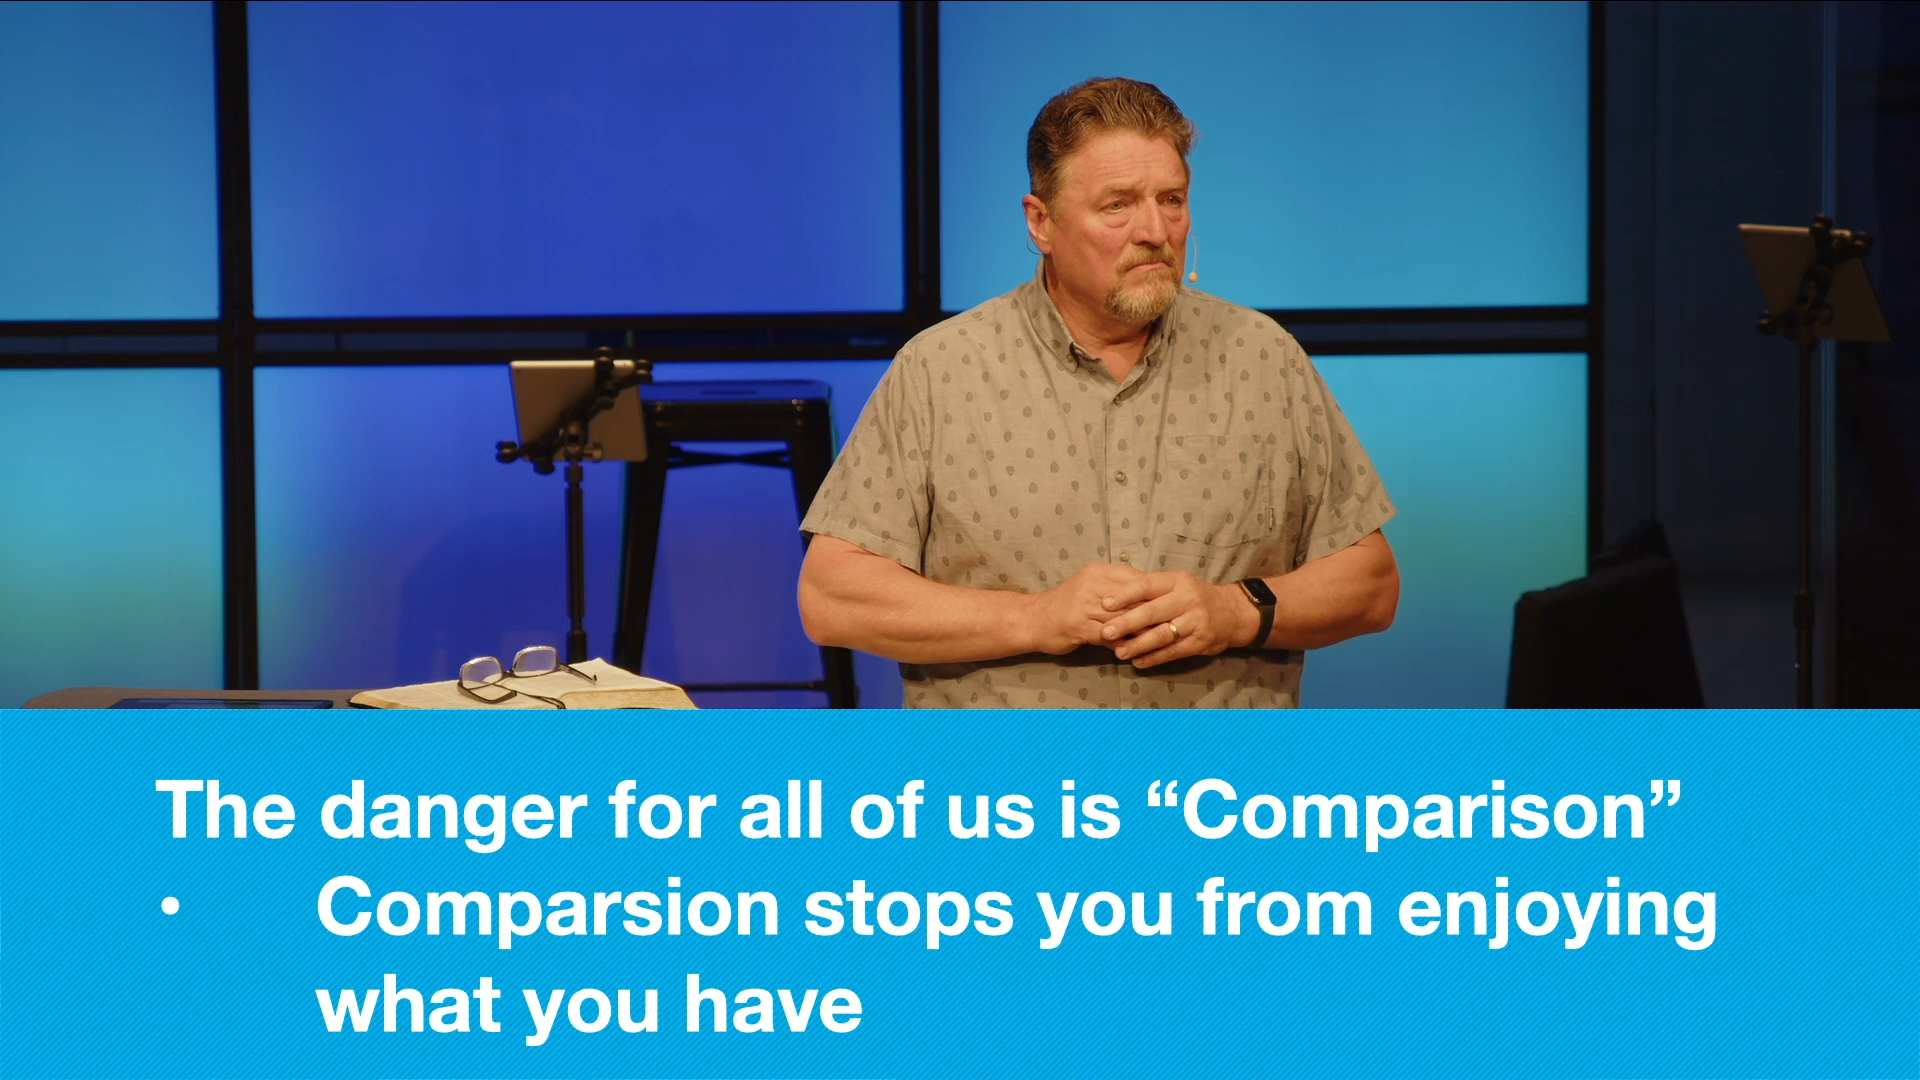 The danger for all of us is “Comparison”
• Comparsion stops you from enjoying
what you have